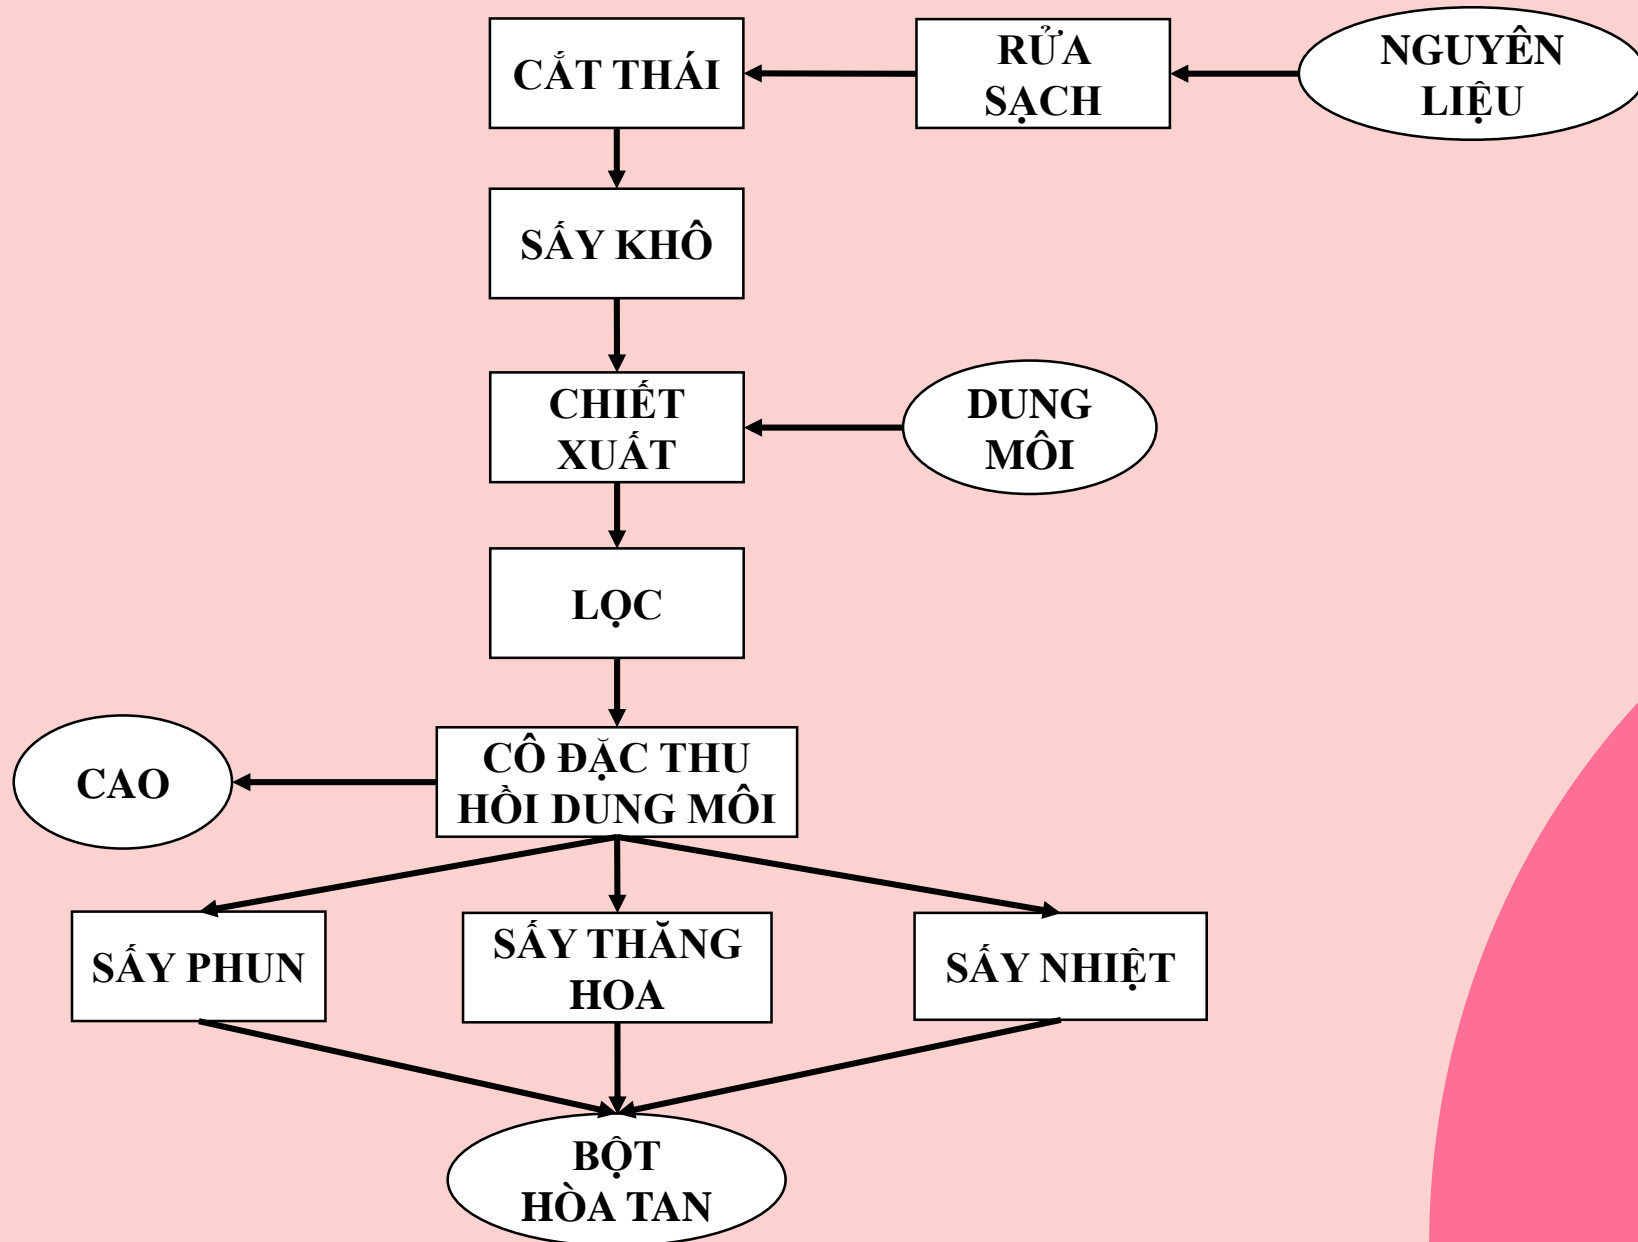 NGUYÊN
LIỆU
RỬA
SẠCH
CẮT THÁI
SẤY KHÔ
CHIẾT
XUẤT
DUNG
MÔI
LỌC
CÔ ĐẶC THU
HỒI DUNG MÔI
CAO
SẤY PHUN
SẤY THĂNG
HOA
SẤY NHIỆT
BỘT
HÒA TAN